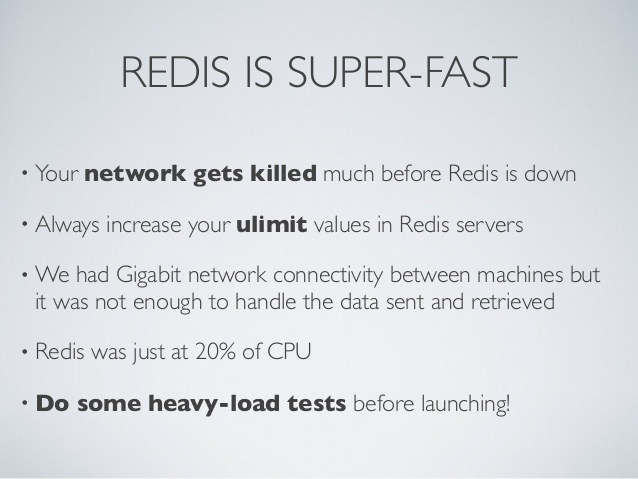 REDIS IS SUPER-FAST
• Your network gets killed much before Redis is down
• Always increase your ulimit values in Redis servers
• We had Gigabit network connectivity between machines but
it was not enough to handle the data sent and retrieved
• Redis was just at 20% of CPU
• Do some heavy-load tests before launching!